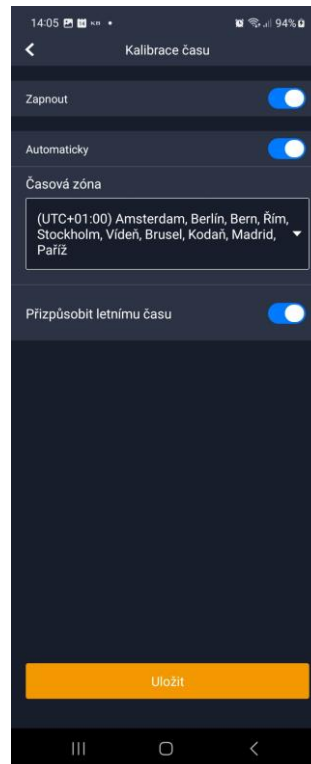 14:05 KN
94%
Kalibrace času
Zapnout
Automaticky
Časová zóna
(UTC+01:00) Amsterdam, Berlín, Bern, Řím,
Stockholm, Vídeň, Brusel, Kodaň, Madrid,
Paříž
Přizpůsobit letnímu času
Uložit